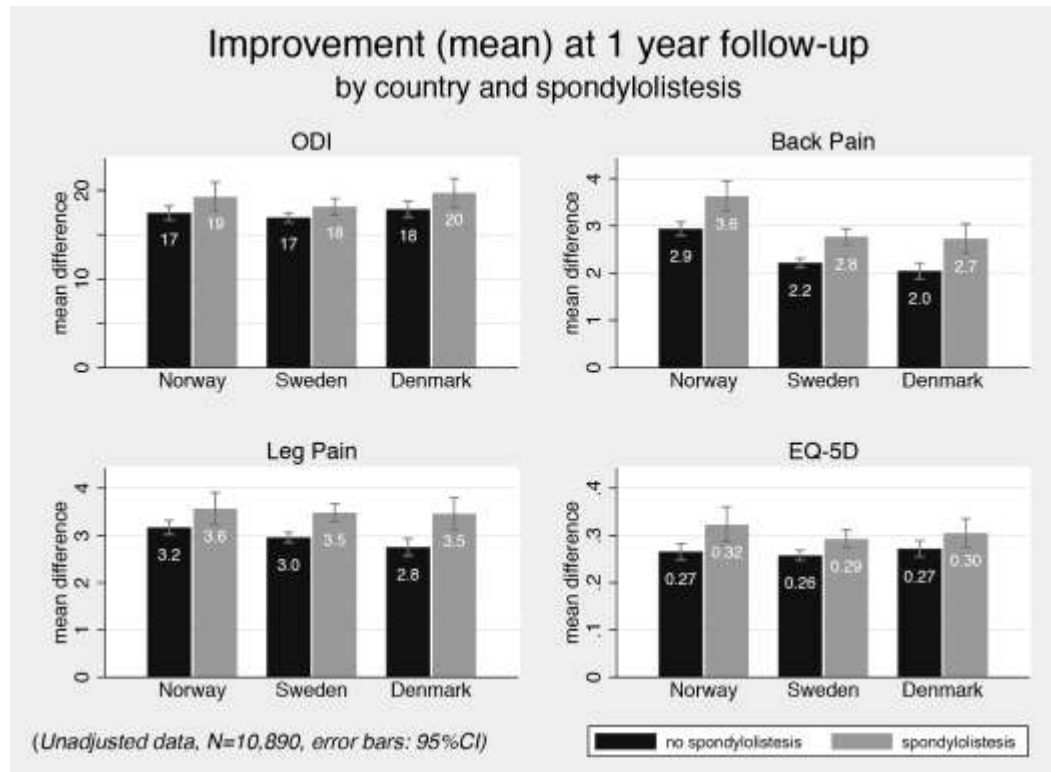 Improvement (mean) at 1 year follow-up
by country and spondylolistesis
ODI
mean difference
0 10 20
17 19 17 18 18 20
Norway Sweden Denmark
Back Pain
mean difference
0 1 2 3 4
2.9 3.6 2.2 2.8 2.0 2.7
Norway Sweden Denmark
Leg Pain
mean difference
0 1 2 3 4
3.2 3.6 3.0 3.5 2.8 3.5
Norway Sweden Denmark
EQ-5D
mean difference
0 .1 .2 .3 .4
0.27 0.32 0.26 0.29 0.27 0.30
Norway Sweden Denmark
(Unadjusted data, N=10,890, error bars: 95%CI)
no spondylolistesis spondylolistesis